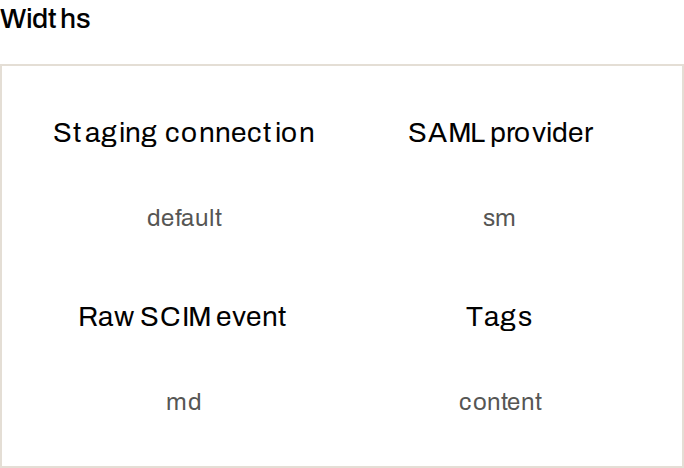 Widths
Staging connection
SAML provider
default
sm
Raw SCIM event
Tags
md
content